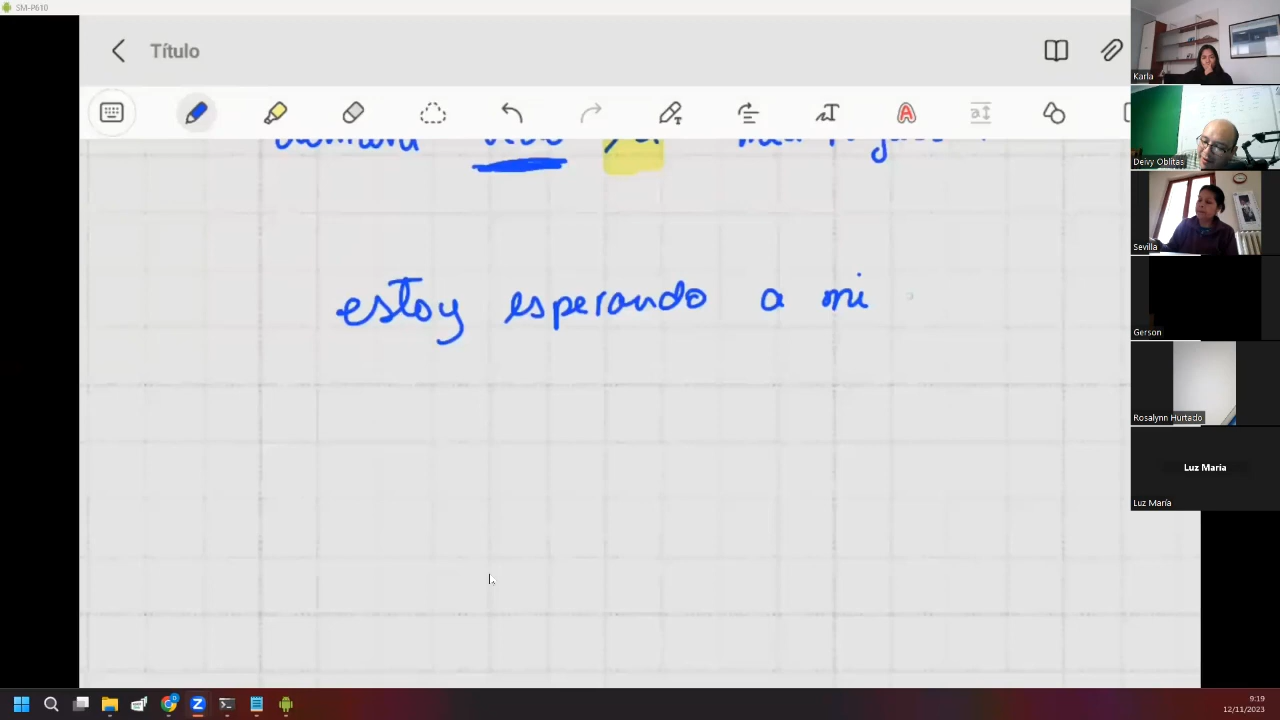 SM-P610
Título
estoy esperando a mi
Karla
Deivy Oblitas
Sevilla
Gerson
Rosalynn Hurtado
Luz María
Luz María
9:19
12/11/2023